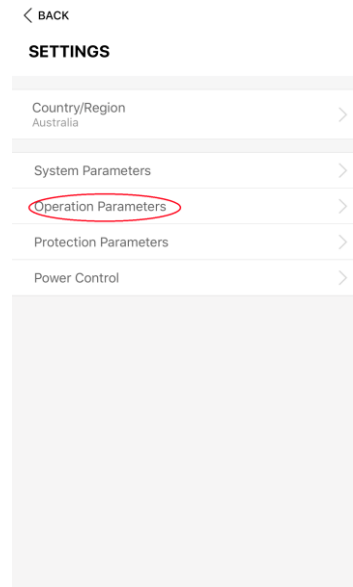 BACK
SETTINGS
Country/Region
Australia
System Parameters
Operation Parameters
Protection Parameters
Power Control